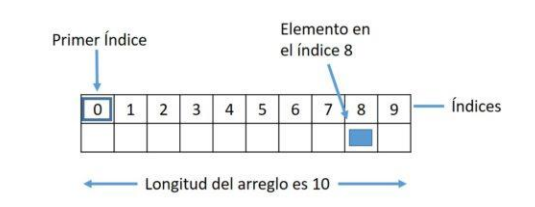 Primer Índice
Elemento en
el índice 8
0 1 2 3 4 5 6 7 8 9
Índices
Longitud del arreglo es 10